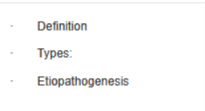 · Definition
· Types:
· Etiopathogenesis